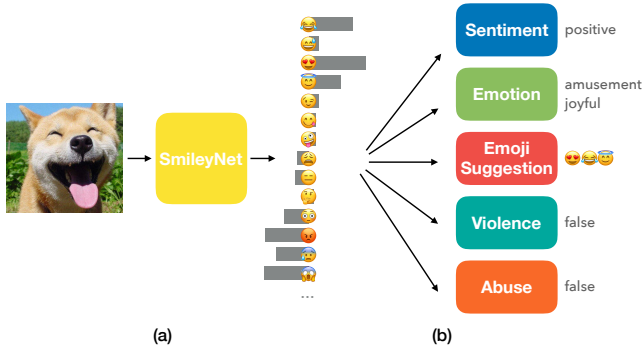 SmileyNet
...
Sentiment
positive
Emotion
amusement
joyful
Emoji
Suggestion
Violence
false
Abuse
false
(a)
(b)